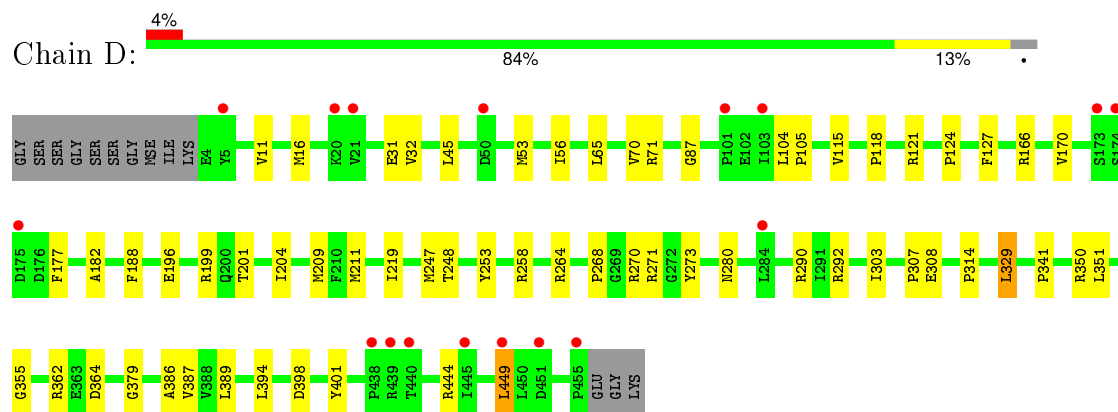 4%
Chain D:
84% 13% •
GLY SER SER GLY SER SER GLY MSE ILE LYS E4 Y5 V11 M16 K20 V21 E31 V32 L45 D50 M53 I56 L65 V70 R71 G87 P101 E102 I103 L104 P105 V115 P118 R121 P124 F127 R166 V170 S173 S174
D175 D176 F177 A182 F188 E196 R199 Q200 T201 I204 M209 F210 M211 I219 M247 T248 Y253 R258 R264 P268 G269 R270 R271 G272 Y273 N280 L284 R290 I291 R292 I303 P307 E308 P314 L329 P341 R350 L351
G355 R362 E363 D364 G379 A386 V387 V388 L389 L394 D398 Y401 P438 R439 T440 R444 I445 L449 L450 D451 P455 GLU GLY LYS